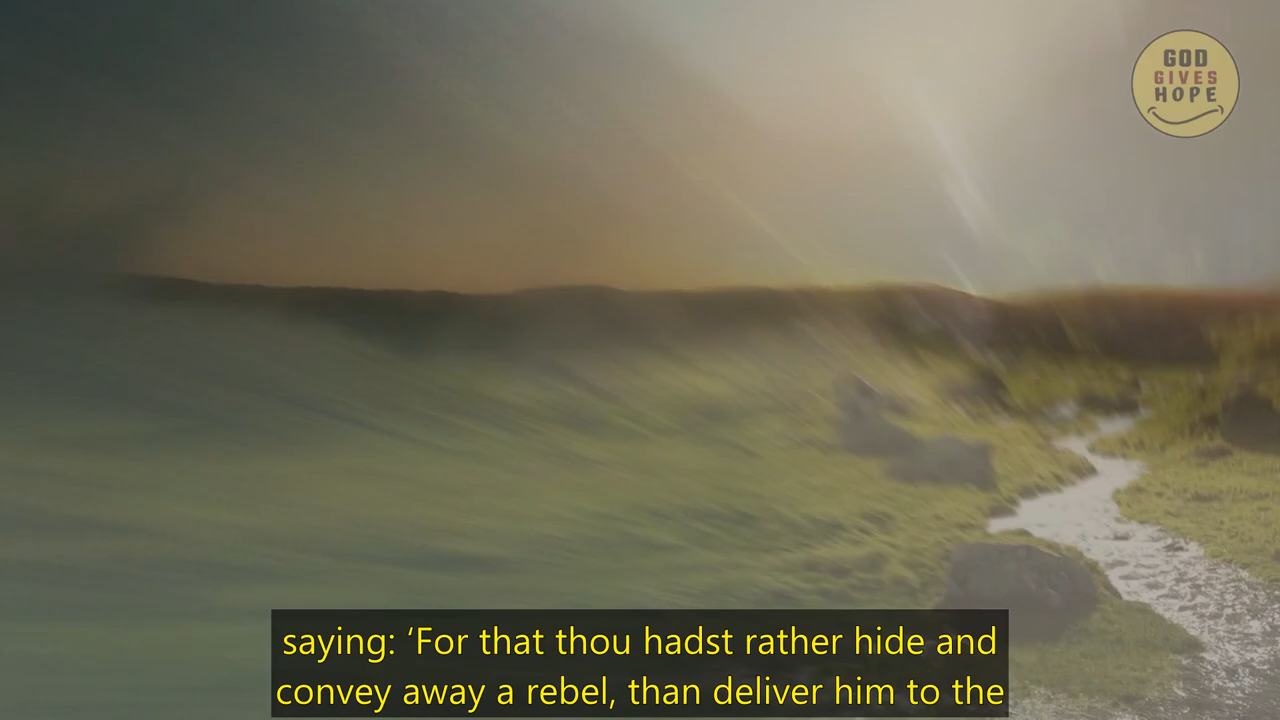 GOD
GIVES
HOPE
saying: ‘For that thou hadst rather hide and
convey away a rebel, than deliver him to the